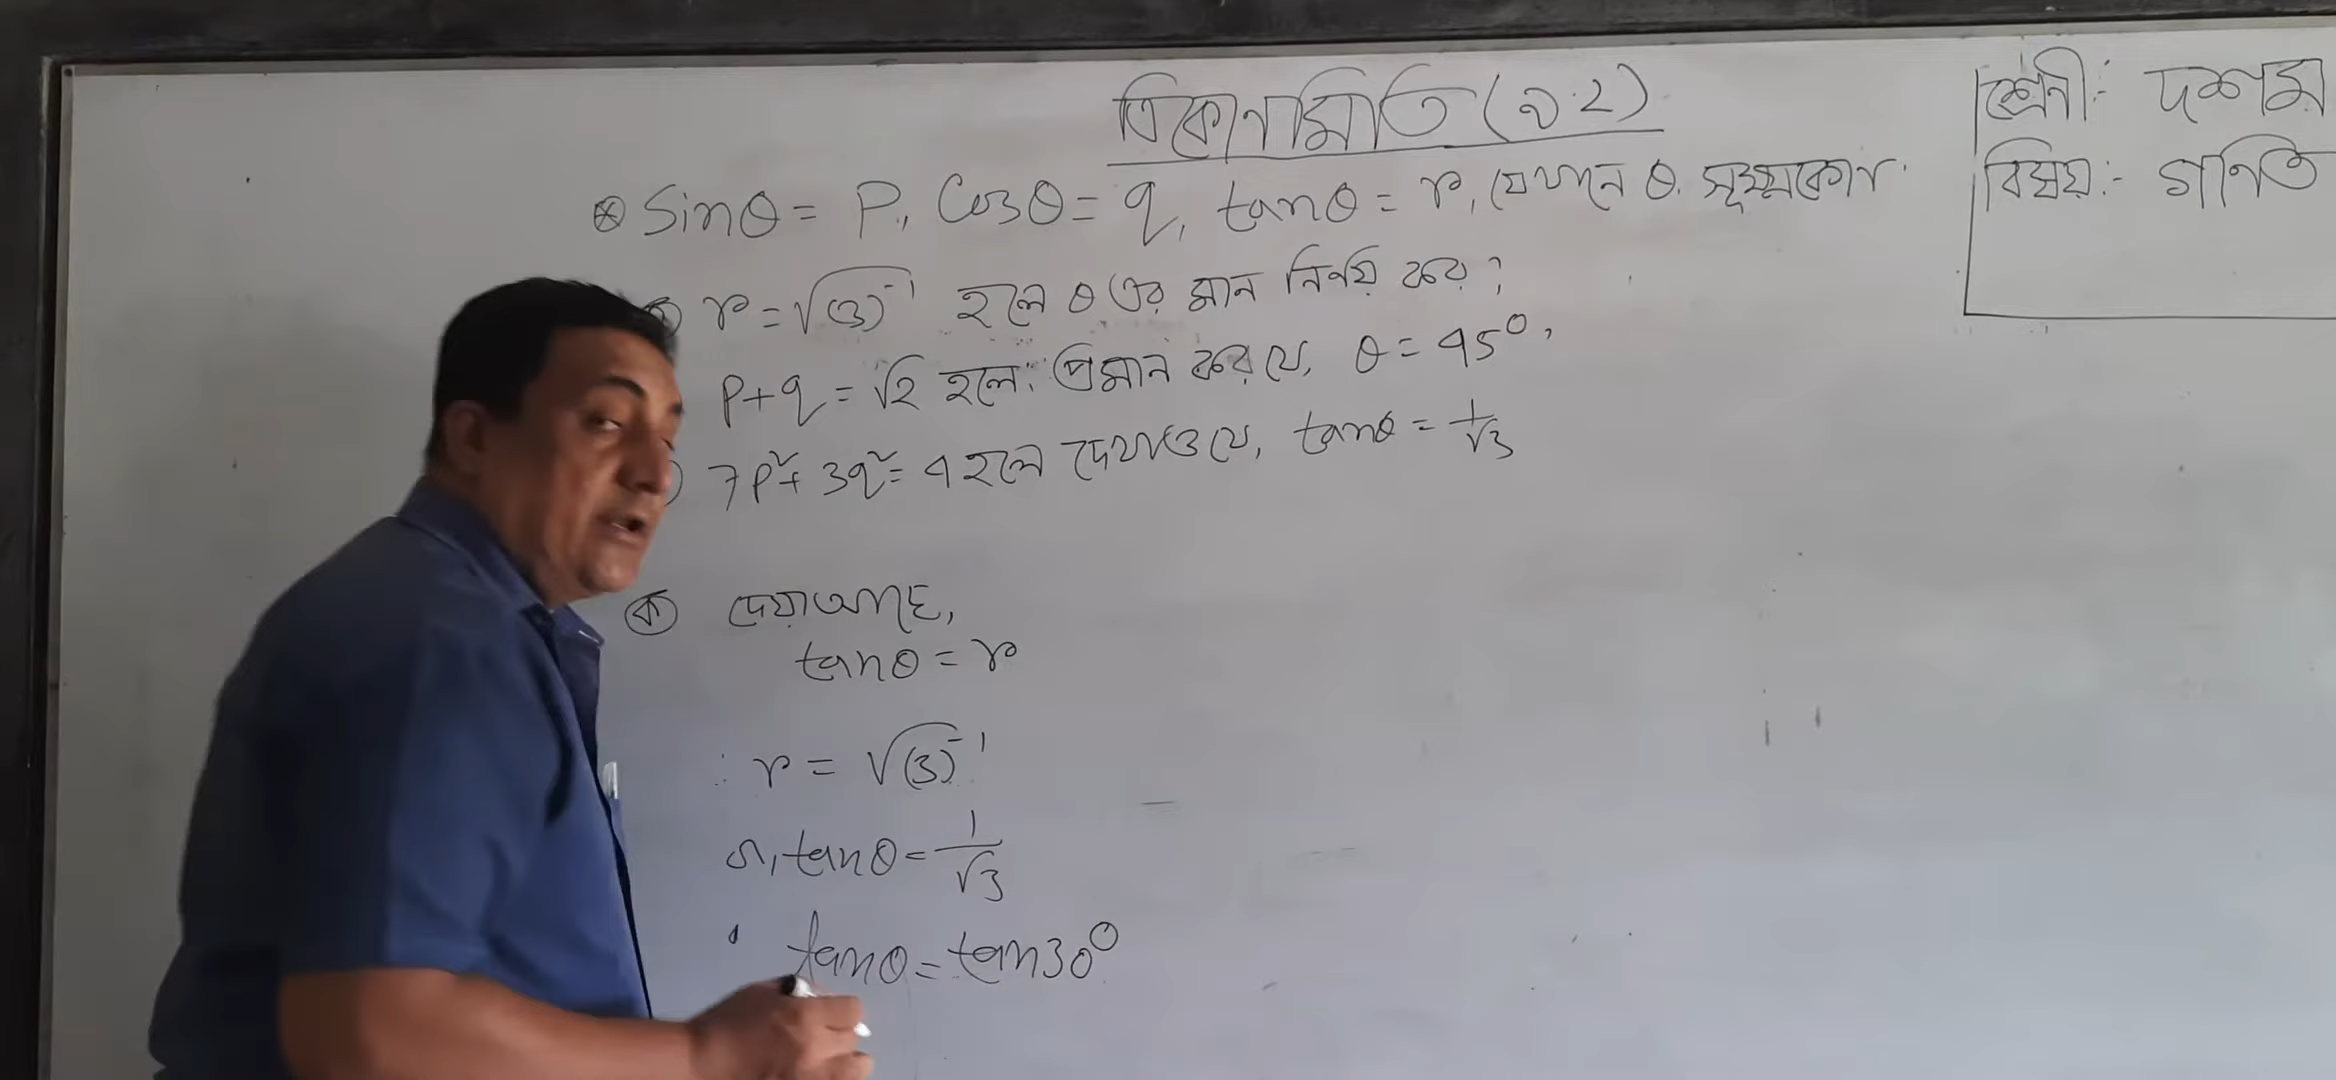 ত্রিকোণমিতি (৯.২)
শ্রেণী:- দশম
বিষয়:- গনিত
⊛ Sinθ = P, Cosθ = q, tanθ = r, যেখানে θ সূক্ষ্মকোণ.
r = √(3)⁻¹ হলে θ এর মান নির্ণয় কর?
P+q = √2 হলে, প্রমান কর যে, θ = 45°,
7P²+ 3q²= 4 হলে দেখাও যে, tanθ = 1/√3
ক দেয়া আছে,
tanθ = r
∴ r = √(3)⁻¹
বা, tanθ = 1/√3
tanθ = tan30°